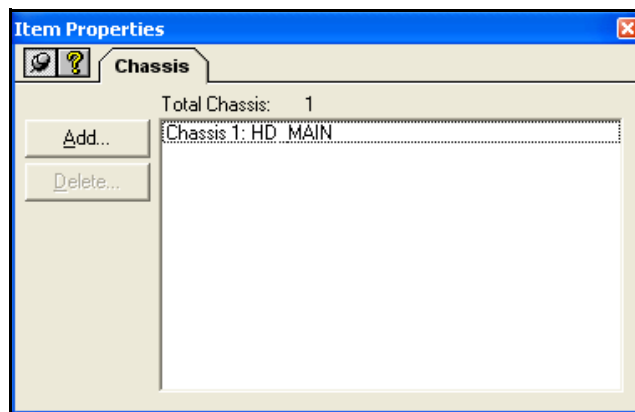 Item Properties
? Chassis
Total Chassis: 1
Add...
Chassis 1: HD_MAIN
Delete...